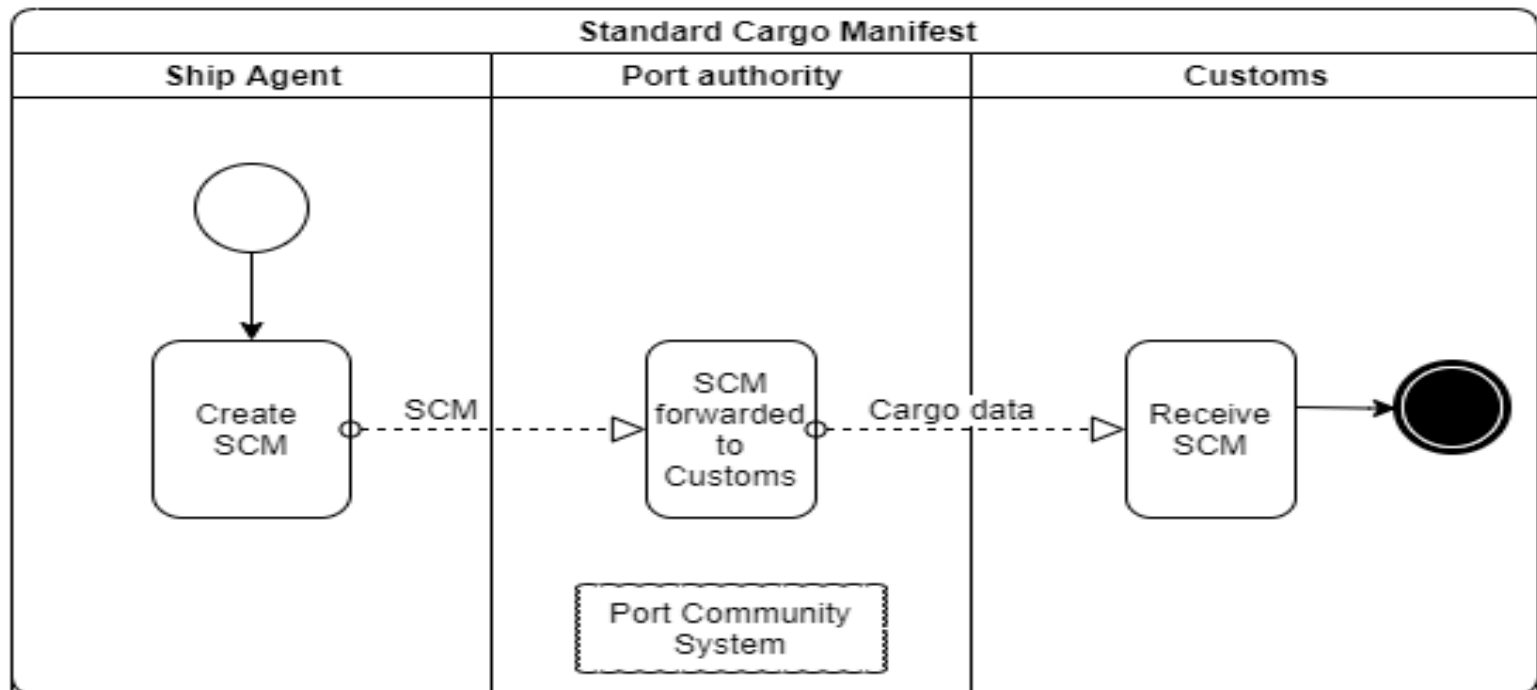 Standard Cargo Manifest
Ship Agent
Port authority
Customs
Create
SCM
SCM
SCM
forwarded
to
Customs
Cargo data
Receive
SCM
Port Community
System